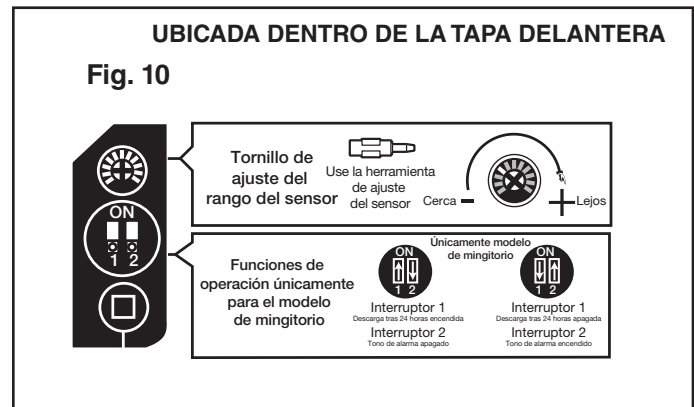 UBICADA DENTRO DE LA TAPA DELANTERA
Fig. 10
Tornillo de
ajuste del
rango del sensor
Use la herramienta
de ajuste
del sensor
Cerca
Lejos
ON
1 2
Funciones de
operación únicamente
para el modelo
de mingitorio
Únicamente modelo
de mingitorio
ON
1 2
Interruptor 1
Descarga tras 24 horas encendida
Interruptor 2
Tono de alarma apagado
ON
1 2
Interruptor 1
Descarga tras 24 horas apagada
Interruptor 2
Tono de alarma encendido